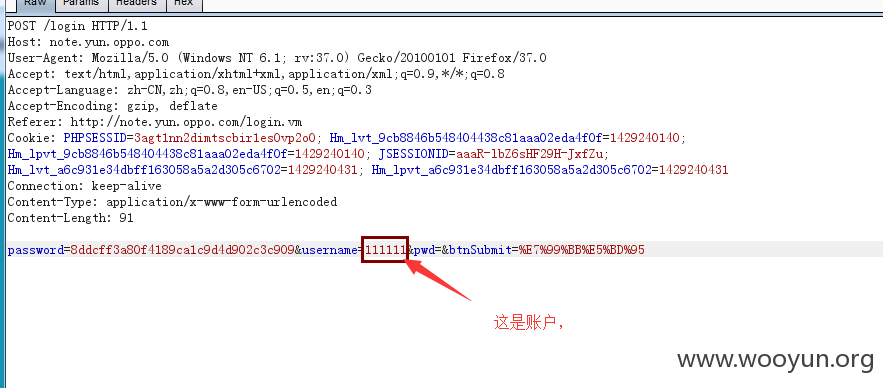 Raw Params Headers Hex
POST /login HTTP/1.1
Host: note.yun.oppo.com
User-Agent: Mozilla/5.0 (Windows NT 6.1; rv:37.0) Gecko/20100101 Firefox/37.0
Accept: text/html,application/xhtml+xml,application/xml;q=0.9,*/*;q=0.8
Accept-Language: zh-CN,zh;q=0.8,en-US;q=0.5,en;q=0.3
Accept-Encoding: gzip, deflate
Referer: http://note.yun.oppo.com/login.vm
Cookie: PHPSESSID=3agt1nn2dimtscbir1es0vp2o0; Hm_lvt_9cb8846b548404438c81aaa02eda4f0f=1429240140;
Hm_lpvt_9cb8846b548404438c81aaa02eda4f0f=1429240140; JSESSIONID=aaaR-lbZ6sHF29H-JxfZu;
Hm_lvt_a6c931e34dbff163058a5a2d305c6702=1429240431; Hm_lpvt_a6c931e34dbff163058a5a2d305c6702=1429240431
Connection: keep-alive
Content-Type: application/x-www-form-urlencoded
Content-Length: 91
password=8ddcff3a80f4189ca1c9d4d902c3c909&username=111111&pwd=&btnSubmit=%E7%99%BB%E5%BD%95
这是账户，
www.wooyun.org